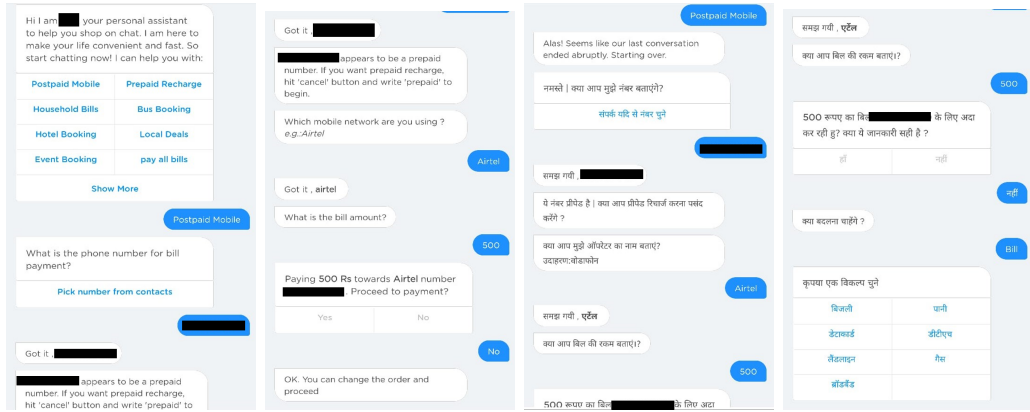 Hi I am your personal assistant
to help you shop on chat. I am here to
make your life convenient and fast. So
start chatting now! I can help you with:
Postpaid Mobile Prepaid Recharge
Household Bills Bus Booking
Hotel Booking Local Deals
Event Booking pay all bills
Show More
Postpaid Mobile
What is the phone number for bill
payment?
Pick number from contacts
Got it ,
appears to be a prepaid
number. If you want prepaid recharge,
hit 'cancel' button and write 'prepaid' to
Got it ,
appears to be a prepaid
number. If you want prepaid recharge,
hit 'cancel' button and write 'prepaid' to
begin.
Which mobile network are you using ?
e.g.:Airtel
Airtel
Got it , airtel
What is the bill amount?
500
Paying 500 Rs towards Airtel number
. Proceed to payment?
Yes No
No
OK. You can change the order and
proceed
Postpaid Mobile
Alas! Seems like our last conversation
ended abruptly. Starting over.
नमस्ते | क्या आप मुझे नंबर बताएंगे?
संपर्क यदि से नंबर चुने
समझ गयी ,
ये नंबर प्रीपेड है | क्या आप प्रीपेड रिचार्ज करना पसंद
करेंगे ?
क्या आप मुझे ऑपरेटर का नाम बताएं?
उदाहरण:वोडाफोन
Airtel
समझ गयी , एर्टेल
क्या आप बिल की रकम बताएं।?
500
500 रूपए का बिल के लिए अदा
समझ गयी , एर्टेल
क्या आप बिल की रकम बताएं।?
500
500 रूपए का बिल के लिए अदा
कर रही हु? क्या ये जानकारी सही है ?
हाँ नहीं
नहीं
क्या बदलना चाहेंगे ?
Bill
कृपया एक विकल्प चुने
बिजली पानी
डेटाकार्ड डीटीएच
लैंडलाइन गैस
ब्रॉडबैंड